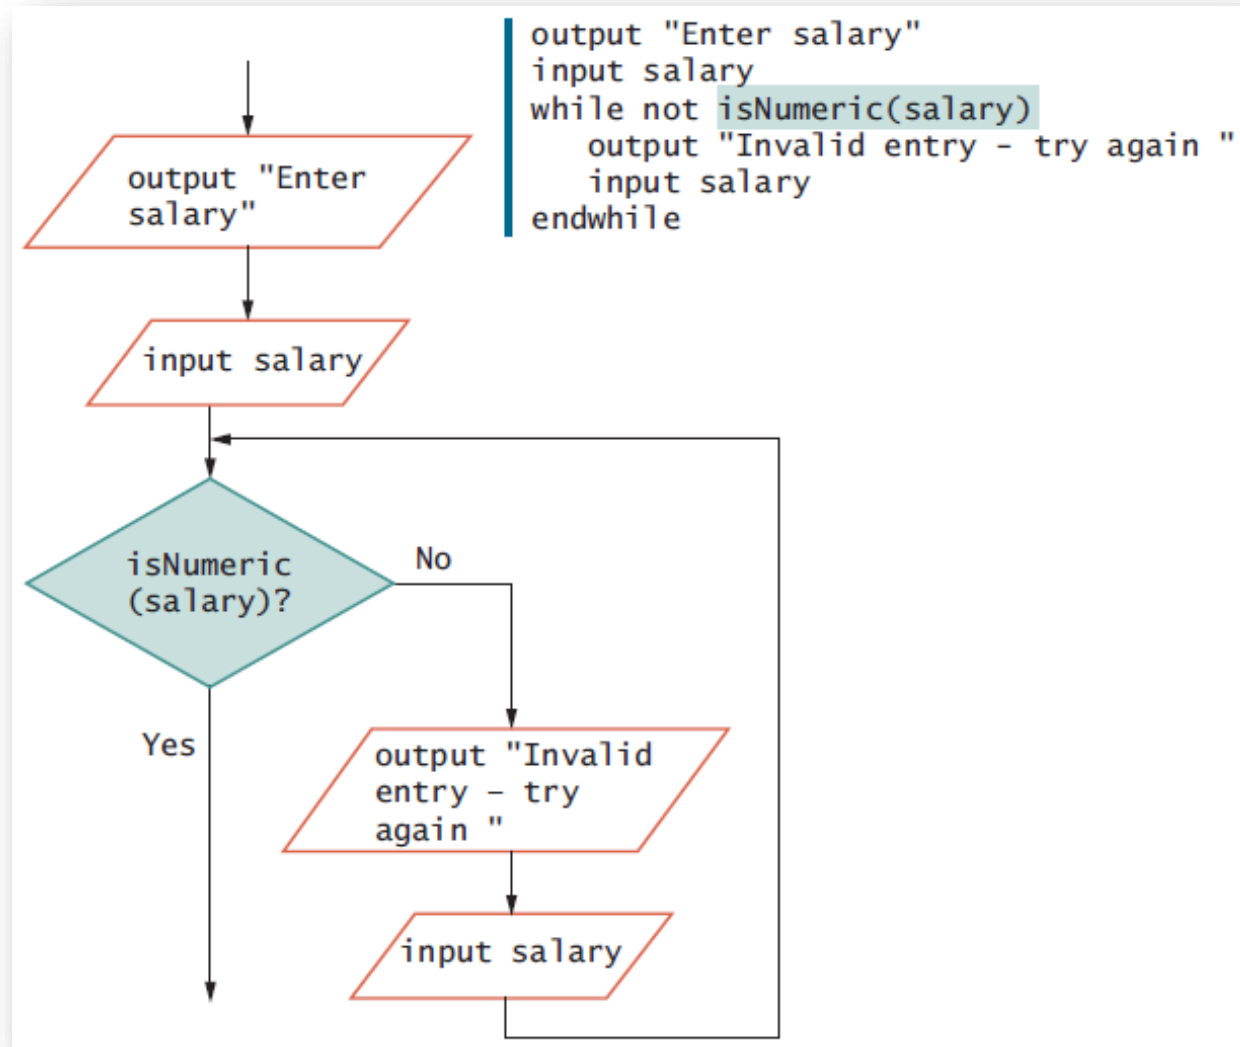 output "Enter salary"
input salary
while not isNumeric(salary)
output "Invalid entry – try again "
input salary
endwhile
output "Enter
salary"
input salary
isNumeric
(salary)?
No
Yes
output "Invalid
entry – try
again "
input salary